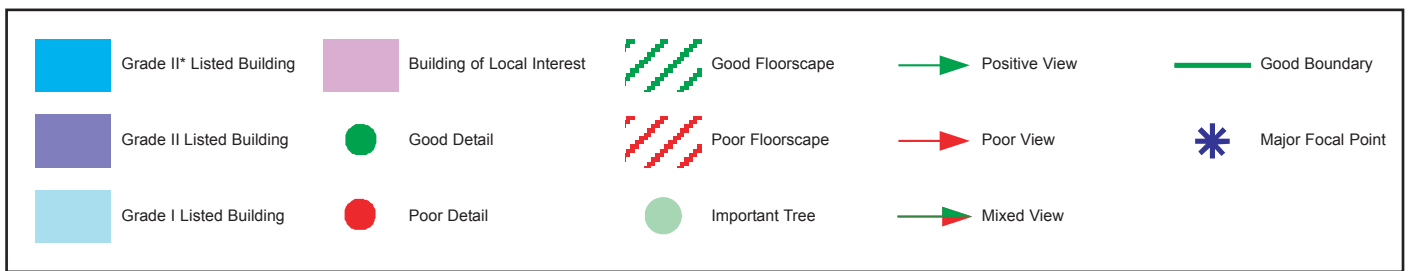 Grade II* Listed Building
Building of Local Interest
Good Floorscape
Positive View
Good Boundary
Grade II Listed Building
Good Detail
Poor Floorscape
Poor View
Major Focal Point
Grade I Listed Building
Poor Detail
Important Tree
Mixed View